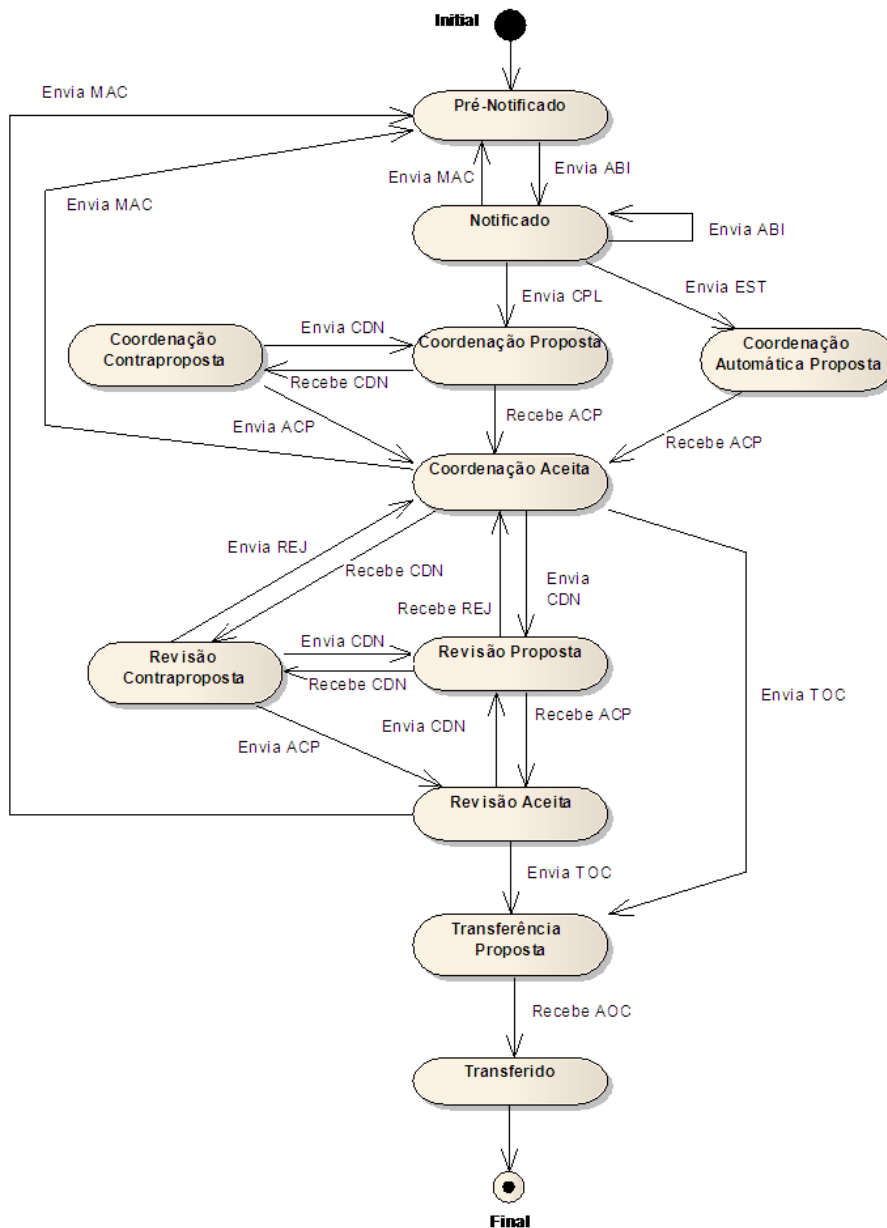 Initial
Envia MAC
Pré-Notificado
Envia MAC
Envia ABI
Envia MAC
Notificado
Envia ABI
Envia CPL
Envia EST
Coordenação
Contraproposta
Envia CDN
Recebe CDN
Coordenação Proposta
Coordenação
Automática Proposta
Envia ACP
Recebe ACP
Recebe ACP
Coordenação Aceita
Envia REJ
Recebe CDN
Envia
CDN
Recebe REJ
Revisão
Contraproposta
Envia CDN
Recebe CDN
Revisão Proposta
Envia TOC
Envia ACP
Envia CDN
Recebe ACP
Revisão Aceita
Envia TOC
Transferência
Proposta
Recebe AOC
Transferido
Final